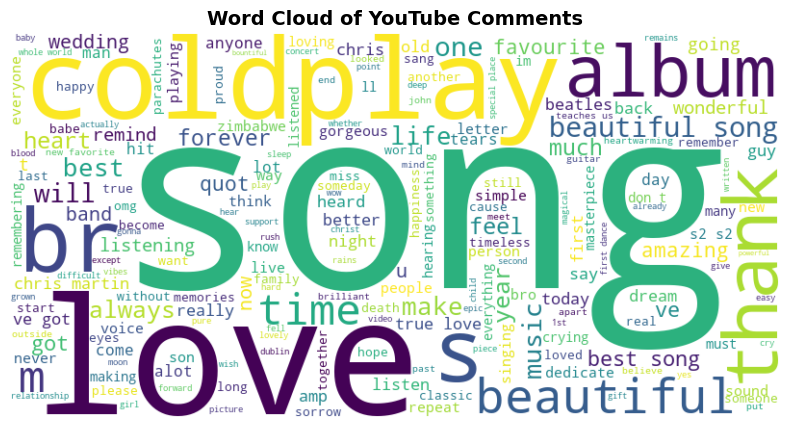 Word Cloud of YouTube Comments
baby wedding man parachutes playing anyone loving concert chris sang old one favourite going remains
whole world looked point ll another im special place everyone
coldplay album
happy proud end deep john beatles back wonderful teaches us
heart babe actually remind zimbabwe listened gorgeous life tears letter beautiful song remember heartwarming
blood new favorite hit forever sleep whether world mind much guitar guy written
t best lot way miss someday happiness something still simple masterpiece day don t already
last true quot think wow heard cause meet
song
will omg play better hearing feel timeless magical many new
br band become gonna hear support rush christ night person first first dance s2 s2 amazing powerful
remembering listening want know rains u second say give
except vibes live family people everything year dream
chris martin difficult without memories now brilliant death make epic child bro today apart real ve easy
grown start always really time true love music 1st
love s thank
ve got voice pure fell video together singing crying loved must cry
outside got eyes lovely hope past piece best song
never come son wish dublin listen dedicate believe yes sound
m making moon alot classic beautiful gift someone
relationship please girl forward long picture amp sorrow repeat put
bountiful